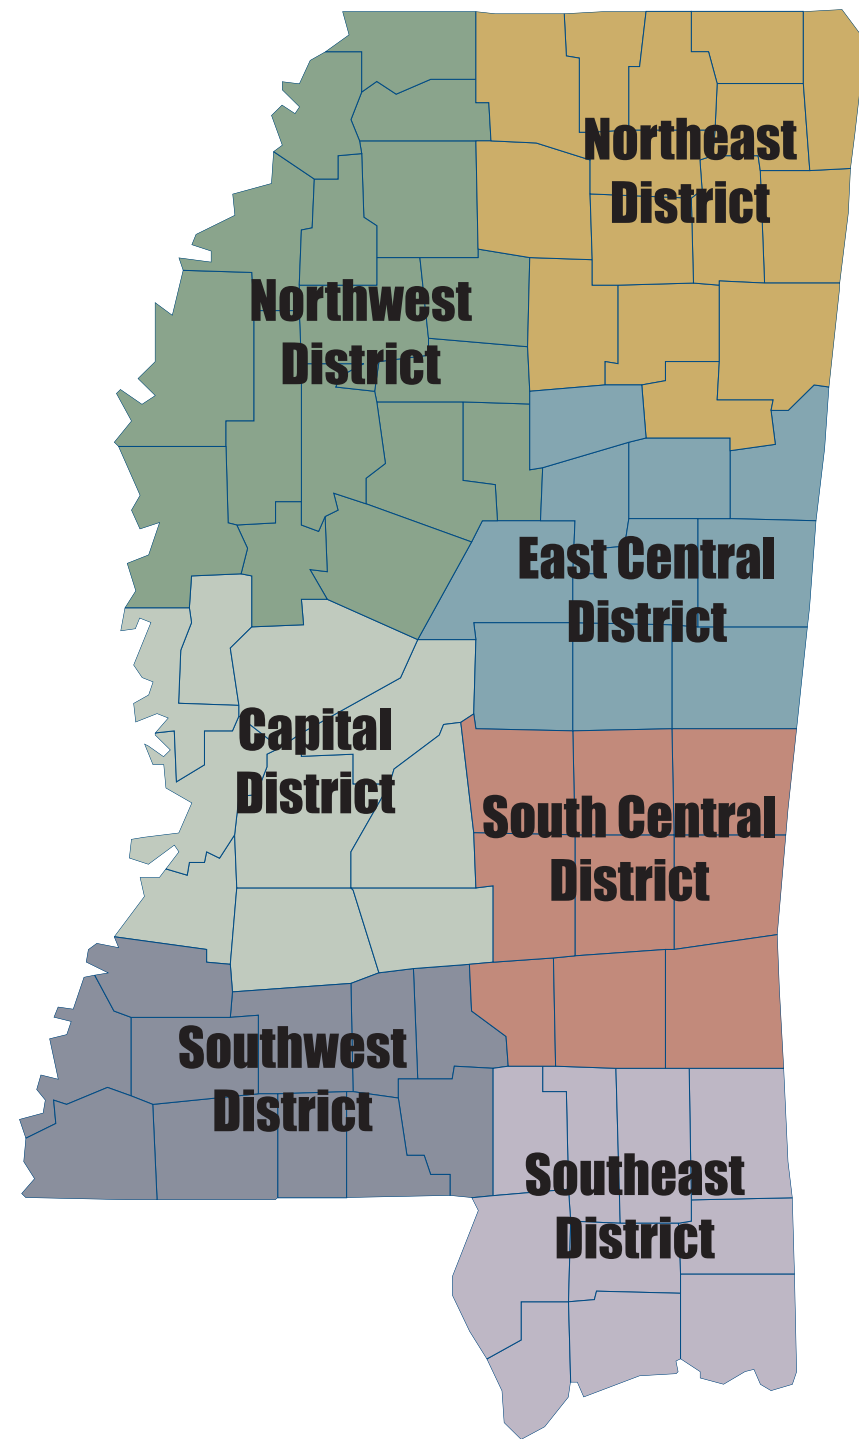 Northeast
District
Northwest
District
East Central
District
Capital
District
South Central
District
Southwest
District
Southeast
District